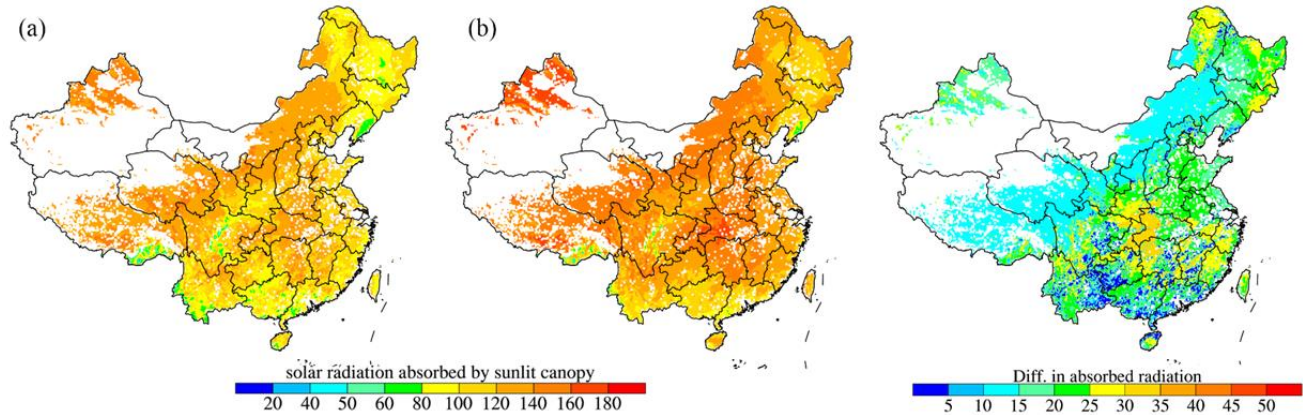 (a)
(b)
solar radiation absorbed by sunlit canopy
20 40 60 80 100 120 140 160 180
Diff. in absorbed radiation
5 10 15 20 25 30 35 40 45 50